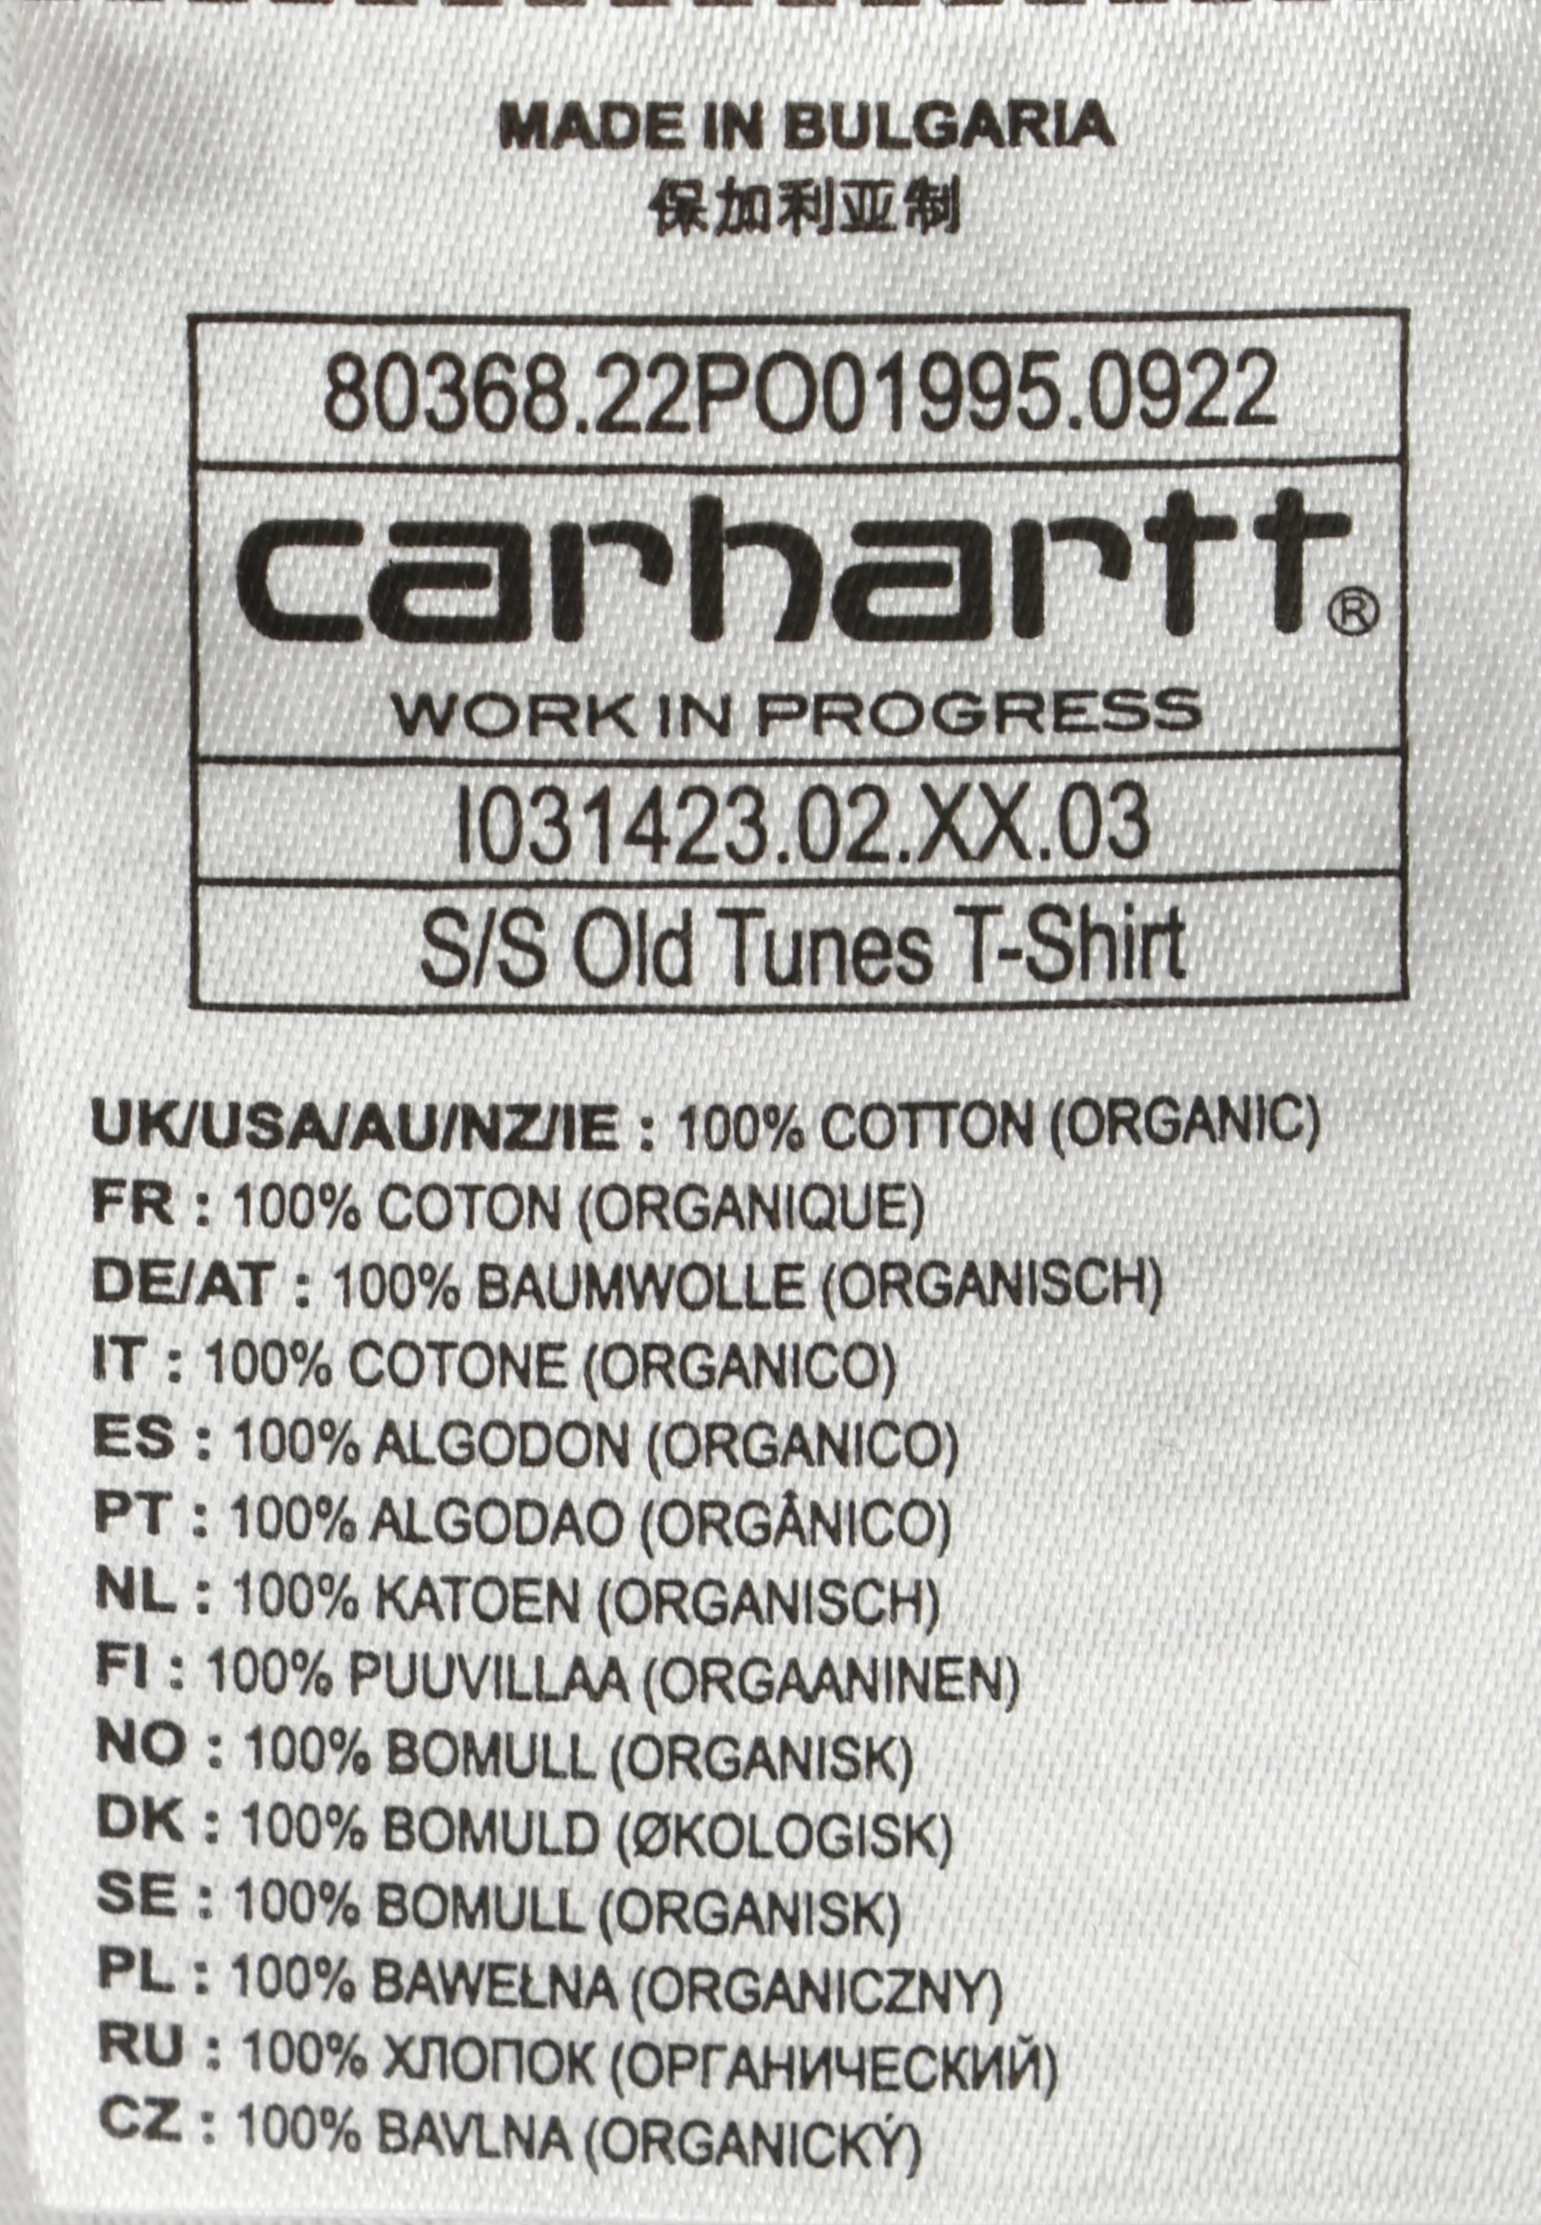 MADE IN BULGARIA
保加利亚制
80368.22PO01995.0922
carhartt®
WORK IN PROGRESS
I031423.02.XX.03
S/S Old Tunes T-Shirt
UK/USA/AU/NZ/IE : 100% COTTON (ORGANIC)
FR : 100% COTON (ORGANIQUE)
DE/AT : 100% BAUMWOLLE (ORGANISCH)
IT : 100% COTONE (ORGANICO)
ES : 100% ALGODON (ORGANICO)
PT : 100% ALGODAO (ORGÂNICO)
NL : 100% KATOEN (ORGANISCH)
FI : 100% PUUVILLAA (ORGAANINEN)
NO : 100% BOMULL (ORGANISK)
DK : 100% BOMULD (ØKOLOGISK)
SE : 100% BOMULL (ORGANISK)
PL : 100% BAWEŁNA (ORGANICZNY)
RU : 100% ХЛОПОК (ОРГАНИЧЕСКИЙ)
CZ : 100% BAVLNA (ORGANICKÝ)